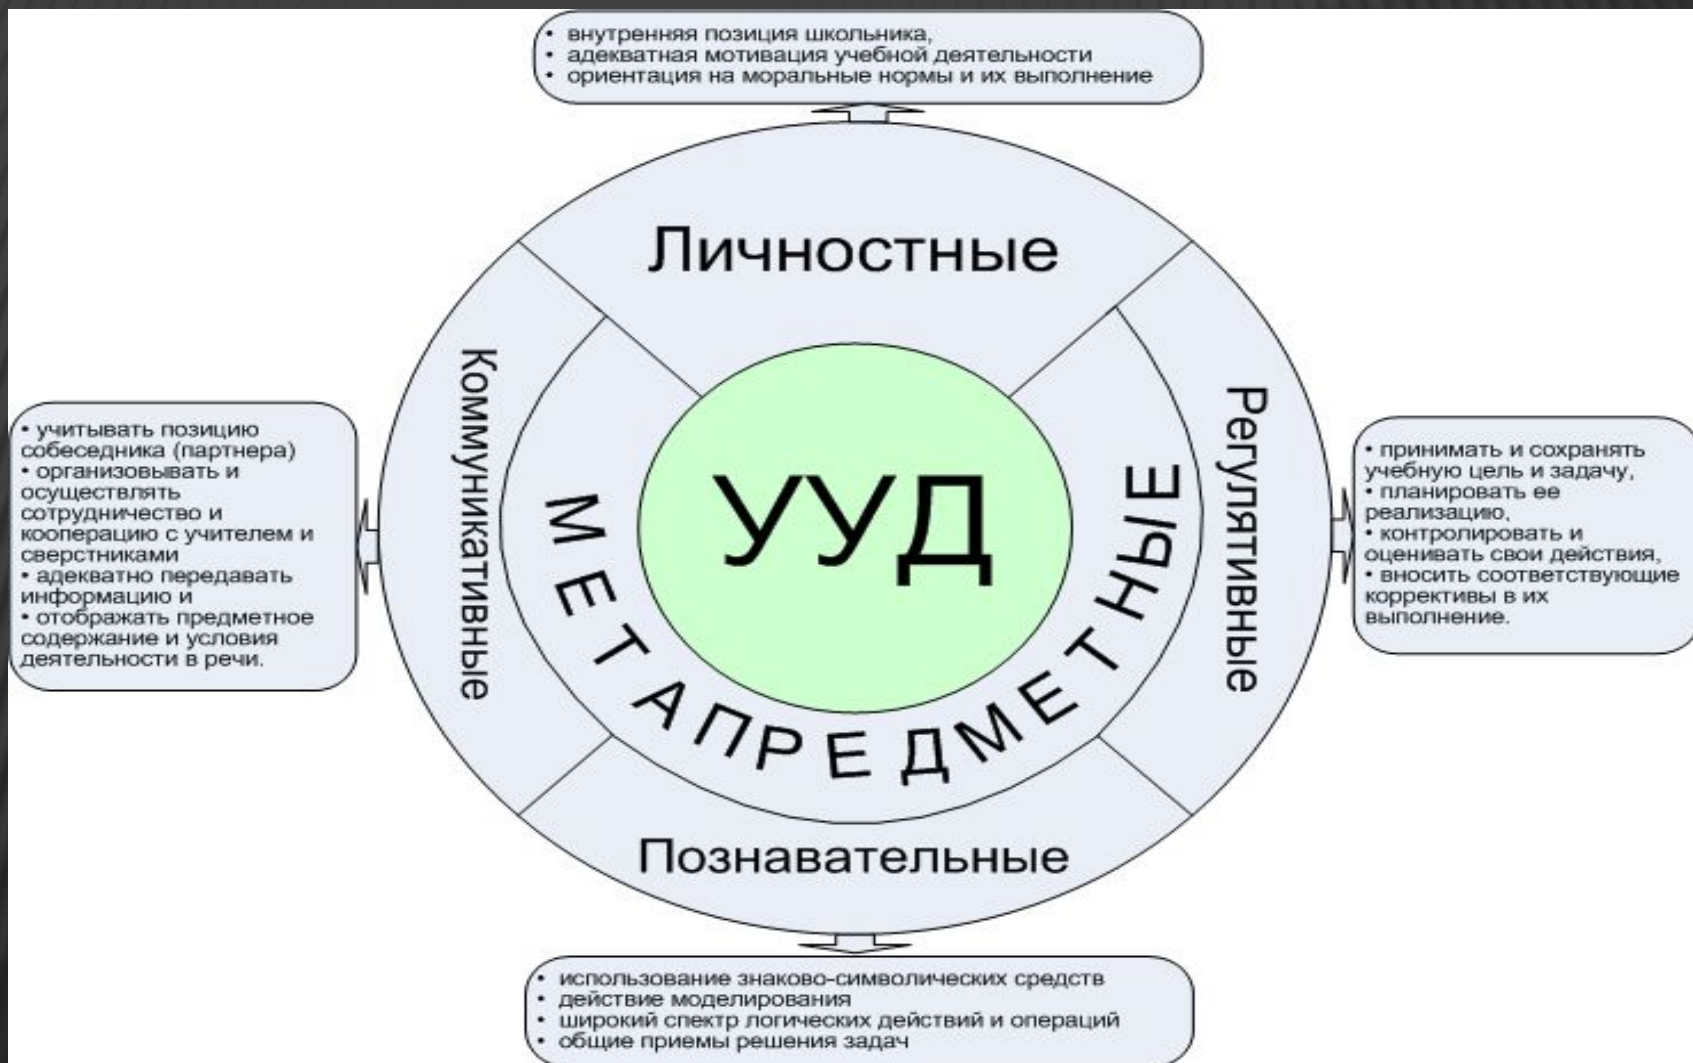 • внутренняя позиция школьника,
• адекватная мотивация учебной деятельности
• ориентация на моральные нормы и их выполнение
Личностные
Коммуникативные
• учитывать позицию
собеседника (партнера)
• организовывать и
осуществлять
сотрудничество и
кооперацию с учителем и
сверстниками
• адекватно передавать
информацию и
• отображать предметное
содержание и условия
деятельности в речи.
УУД
МЕТАПРЕДМЕТНЫЕ
Регулятивные
• принимать и сохранять
учебную цель и задачу,
• планировать ее
реализацию,
• контролировать и
оценивать свои действия,
• вносить соответствующие
коррективы в их
выполнение.
Познавательные
• использование знаково-символических средств
• действие моделирования
• широкий спектр логических действий и операций
• общие приемы решения задач